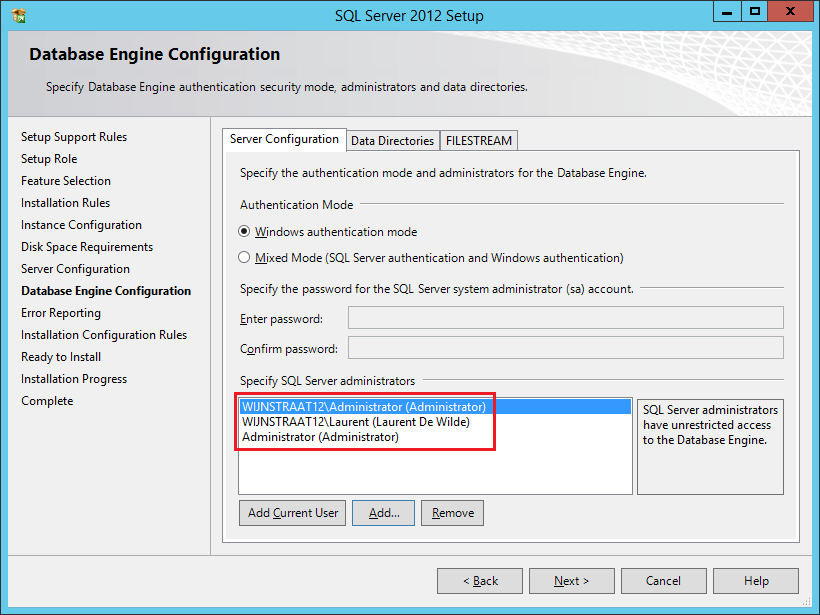 SQL Server 2012 Setup
Database Engine Configuration
Specify Database Engine authentication security mode, administrators and data directories.
Setup Support Rules
Setup Role
Feature Selection
Installation Rules
Instance Configuration
Disk Space Requirements
Server Configuration
Database Engine Configuration
Error Reporting
Installation Configuration Rules
Ready to Install
Installation Progress
Complete
Server Configuration Data Directories FILESTREAM
Specify the authentication mode and administrators for the Database Engine.
Authentication Mode
Windows authentication mode
Mixed Mode (SQL Server authentication and Windows authentication)
Specify the password for the SQL Server system administrator (sa) account.
Enter password:
Confirm password:
Specify SQL Server administrators
WIJNSTRAAT12\Administrator (Administrator)
WIJNSTRAAT12\Laurent (Laurent De Wilde)
Administrator (Administrator)
SQL Server administrators
have unrestricted access
to the Database Engine.
Add Current User Add... Remove
< Back Next > Cancel Help